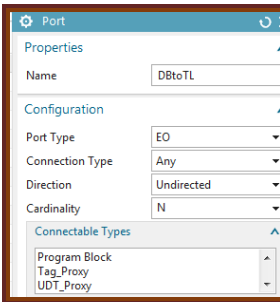 Port
Properties
Name DBtoTL
Configuration
Port Type EO
Connection Type Any
Direction Undirected
Cardinality N
Connectable Types
Program Block
Tag_Proxy
UDT_Proxy